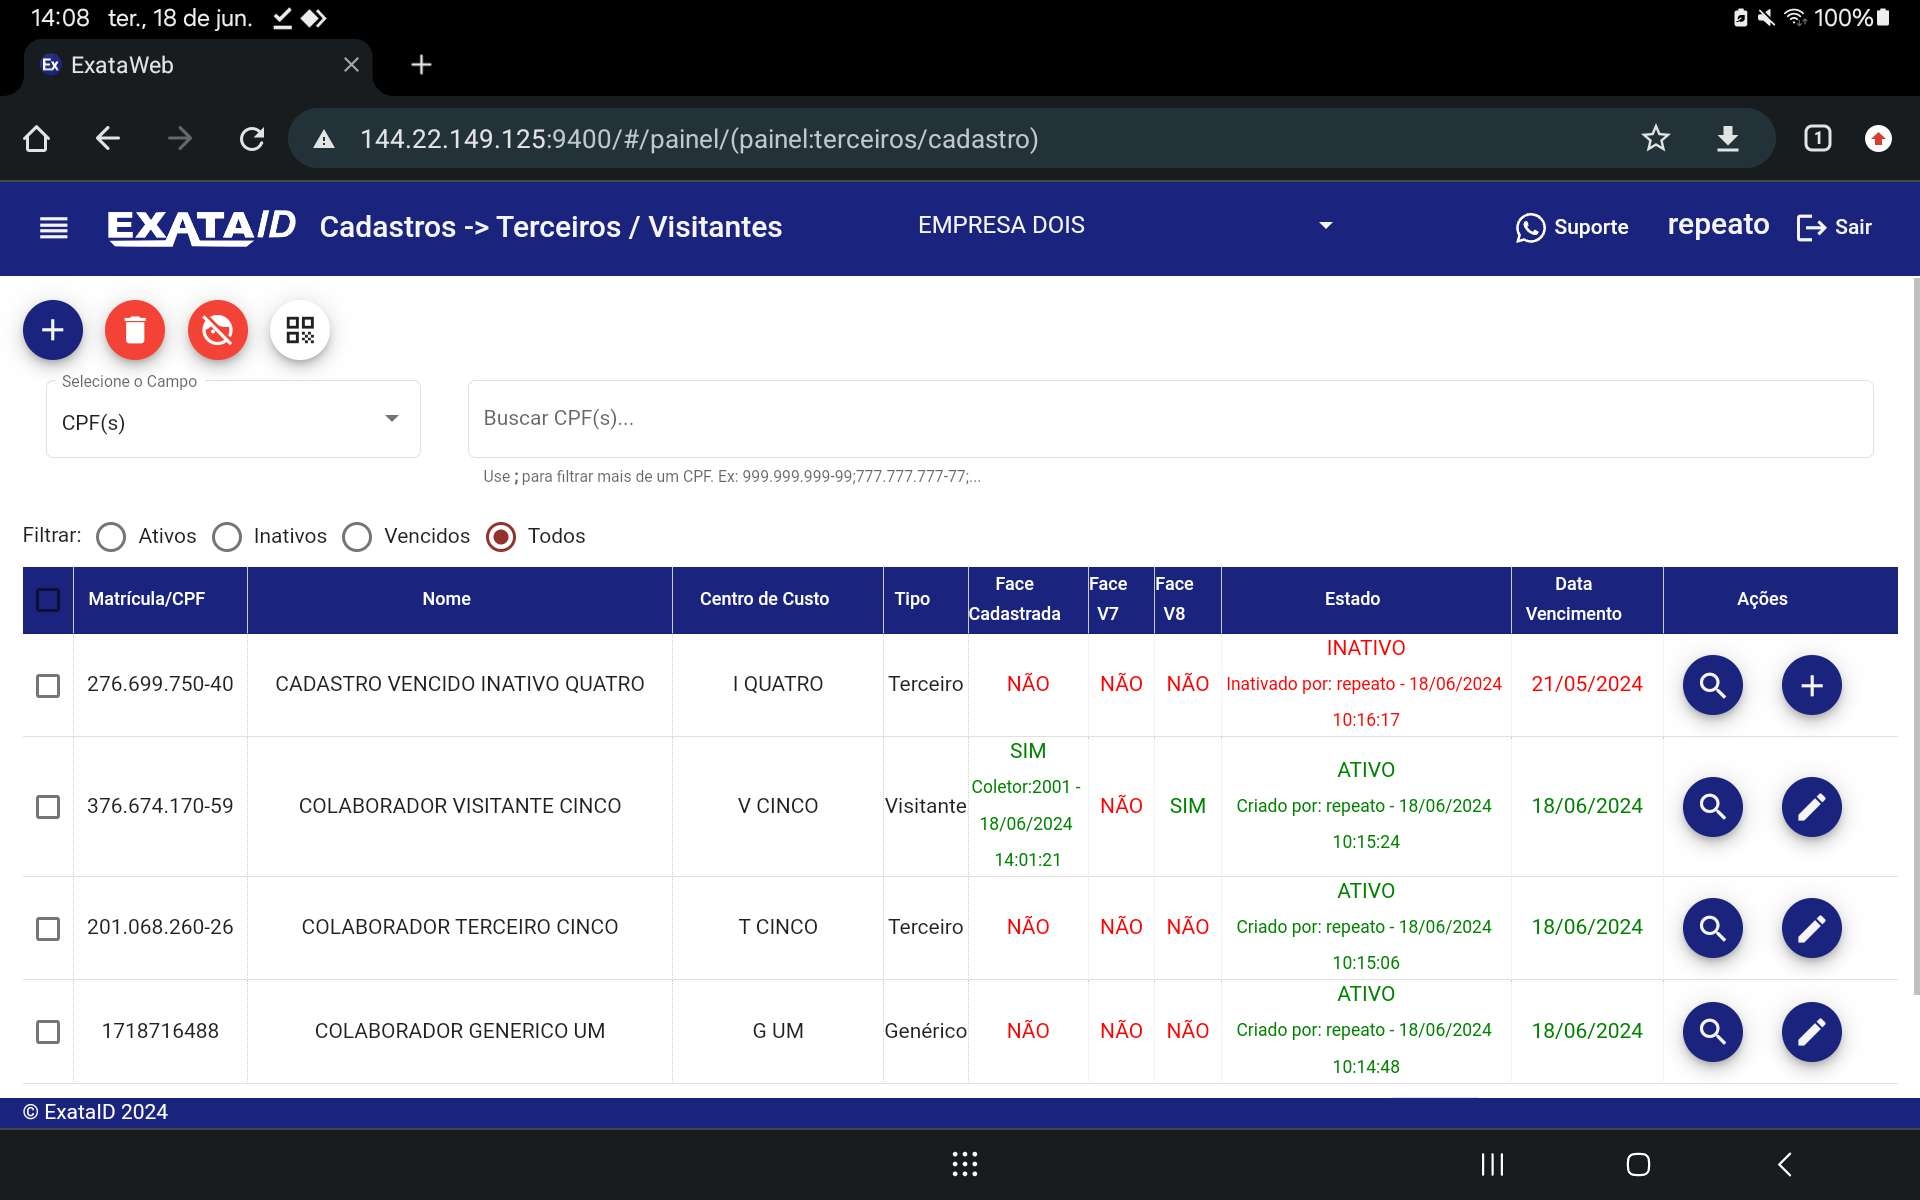 14:08 ter., 18 de jun. 100%
Ex ExataWeb
144.22.149.125:9400/#/painel/(painel:terceiros/cadastro) 1
EXATA/ID Cadastros -> Terceiros / Visitantes EMPRESA DOIS Suporte repeato Sair
Selecione o Campo
CPF(s) Buscar CPF(s)...
Use ; para filtrar mais de um CPF. Ex: 999.999.999-99;777.777.777-77;...
Filtrar: Ativos Inativos Vencidos Todos
Matrícula/CPF Nome Centro de Custo Tipo Face Cadastrada Face V7 Face V8 Estado Data Vencimento Ações
276.699.750-40 CADASTRO VENCIDO INATIVO QUATRO I QUATRO Terceiro NÃO NÃO NÃO INATIVO Inativado por: repeato - 18/06/2024 10:16:17 21/05/2024
376.674.170-59 COLABORADOR VISITANTE CINCO V CINCO Visitante SIM Coletor:2001 - 18/06/2024 14:01:21 NÃO SIM ATIVO Criado por: repeato - 18/06/2024 10:15:24 18/06/2024
201.068.260-26 COLABORADOR TERCEIRO CINCO T CINCO Terceiro NÃO NÃO NÃO ATIVO Criado por: repeato - 18/06/2024 10:15:06 18/06/2024
1718716488 COLABORADOR GENERICO UM G UM Genérico NÃO NÃO NÃO ATIVO Criado por: repeato - 18/06/2024 10:14:48 18/06/2024
© ExataID 2024